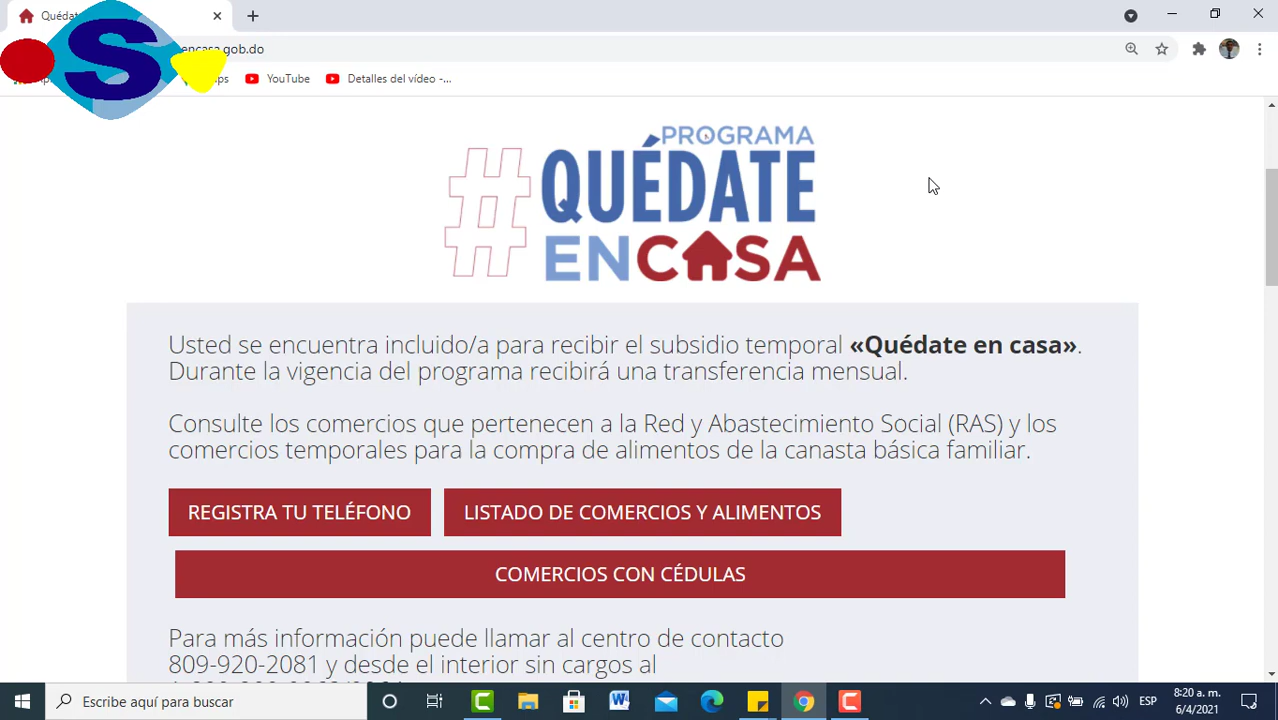 Quéda
encasa.gob.do
YouTube
Detalles del vídeo -...
S
PROGRAMA
#QUÉDATE
ENCASA
Usted se encuentra incluido/a para recibir el subsidio temporal «Quédate en casa».
Durante la vigencia del programa recibirá una transferencia mensual.
Consulte los comercios que pertenecen a la Red y Abastecimiento Social (RAS) y los
comercios temporales para la compra de alimentos de la canasta básica familiar.
REGISTRA TU TELÉFONO
LISTADO DE COMERCIOS Y ALIMENTOS
COMERCIOS CON CÉDULAS
Para más información puede llamar al centro de contacto
809-920-2081 y desde el interior sin cargos al
Escribe aquí para buscar
ESP
8:20 a. m.
6/4/2021